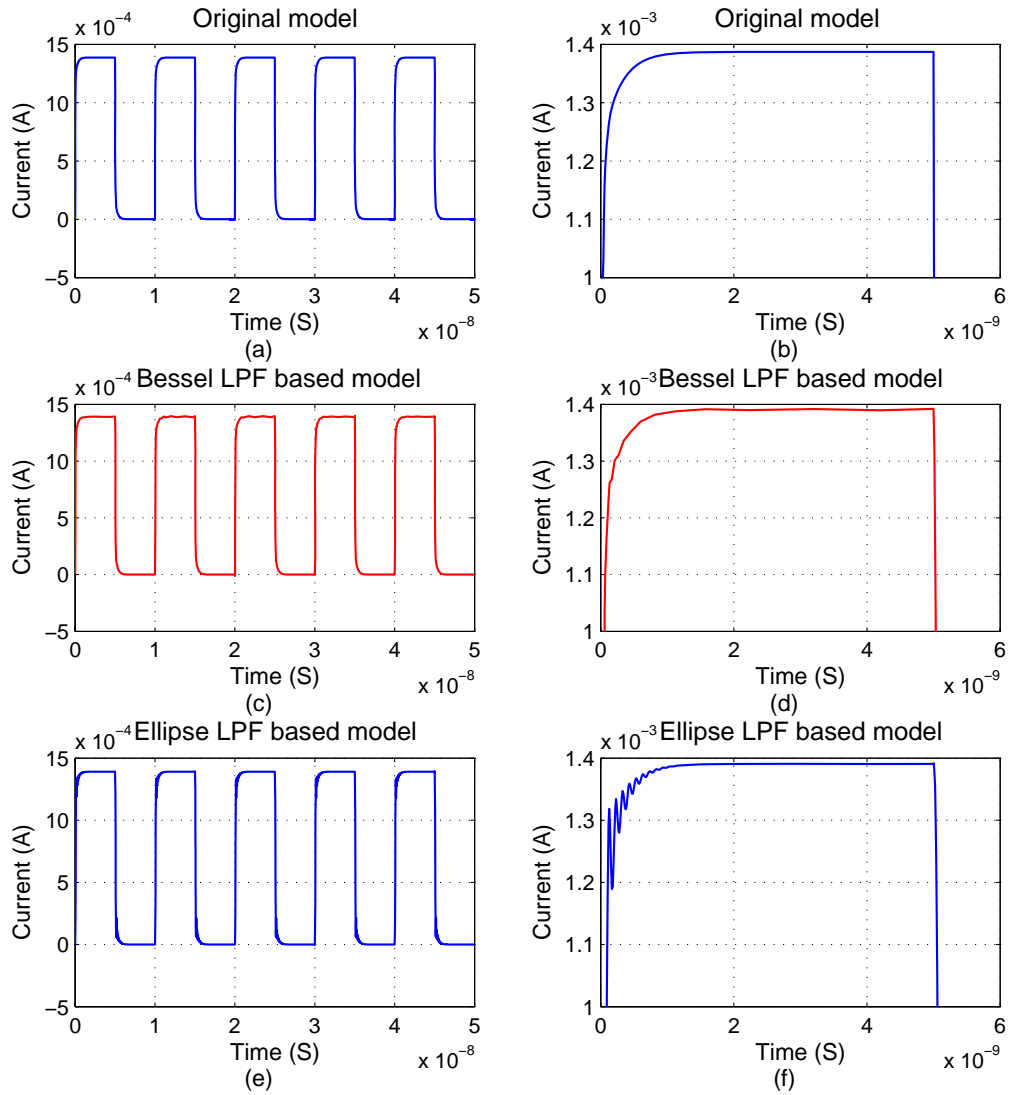 Original model
x 10−4
15
10
5
0
−5
Current (A)
0 1 2 3 4 5
Time (S)
x 10−8
(a)
Original model
x 10−3
1.4
1.3
1.2
1.1
1
Current (A)
0 2 4 6
Time (S)
x 10−9
(b)
Bessel LPF based model
x 10−4
15
10
5
0
−5
Current (A)
0 1 2 3 4 5
Time (S)
x 10−8
(c)
Bessel LPF based model
x 10−3
1.4
1.3
1.2
1.1
1
Current (A)
0 2 4 6
Time (S)
x 10−9
(d)
Ellipse LPF based model
x 10−4
15
10
5
0
−5
Current (A)
0 1 2 3 4 5
Time (S)
x 10−8
(e)
Ellipse LPF based model
x 10−3
1.4
1.3
1.2
1.1
1
Current (A)
0 2 4 6
Time (S)
x 10−9
(f)